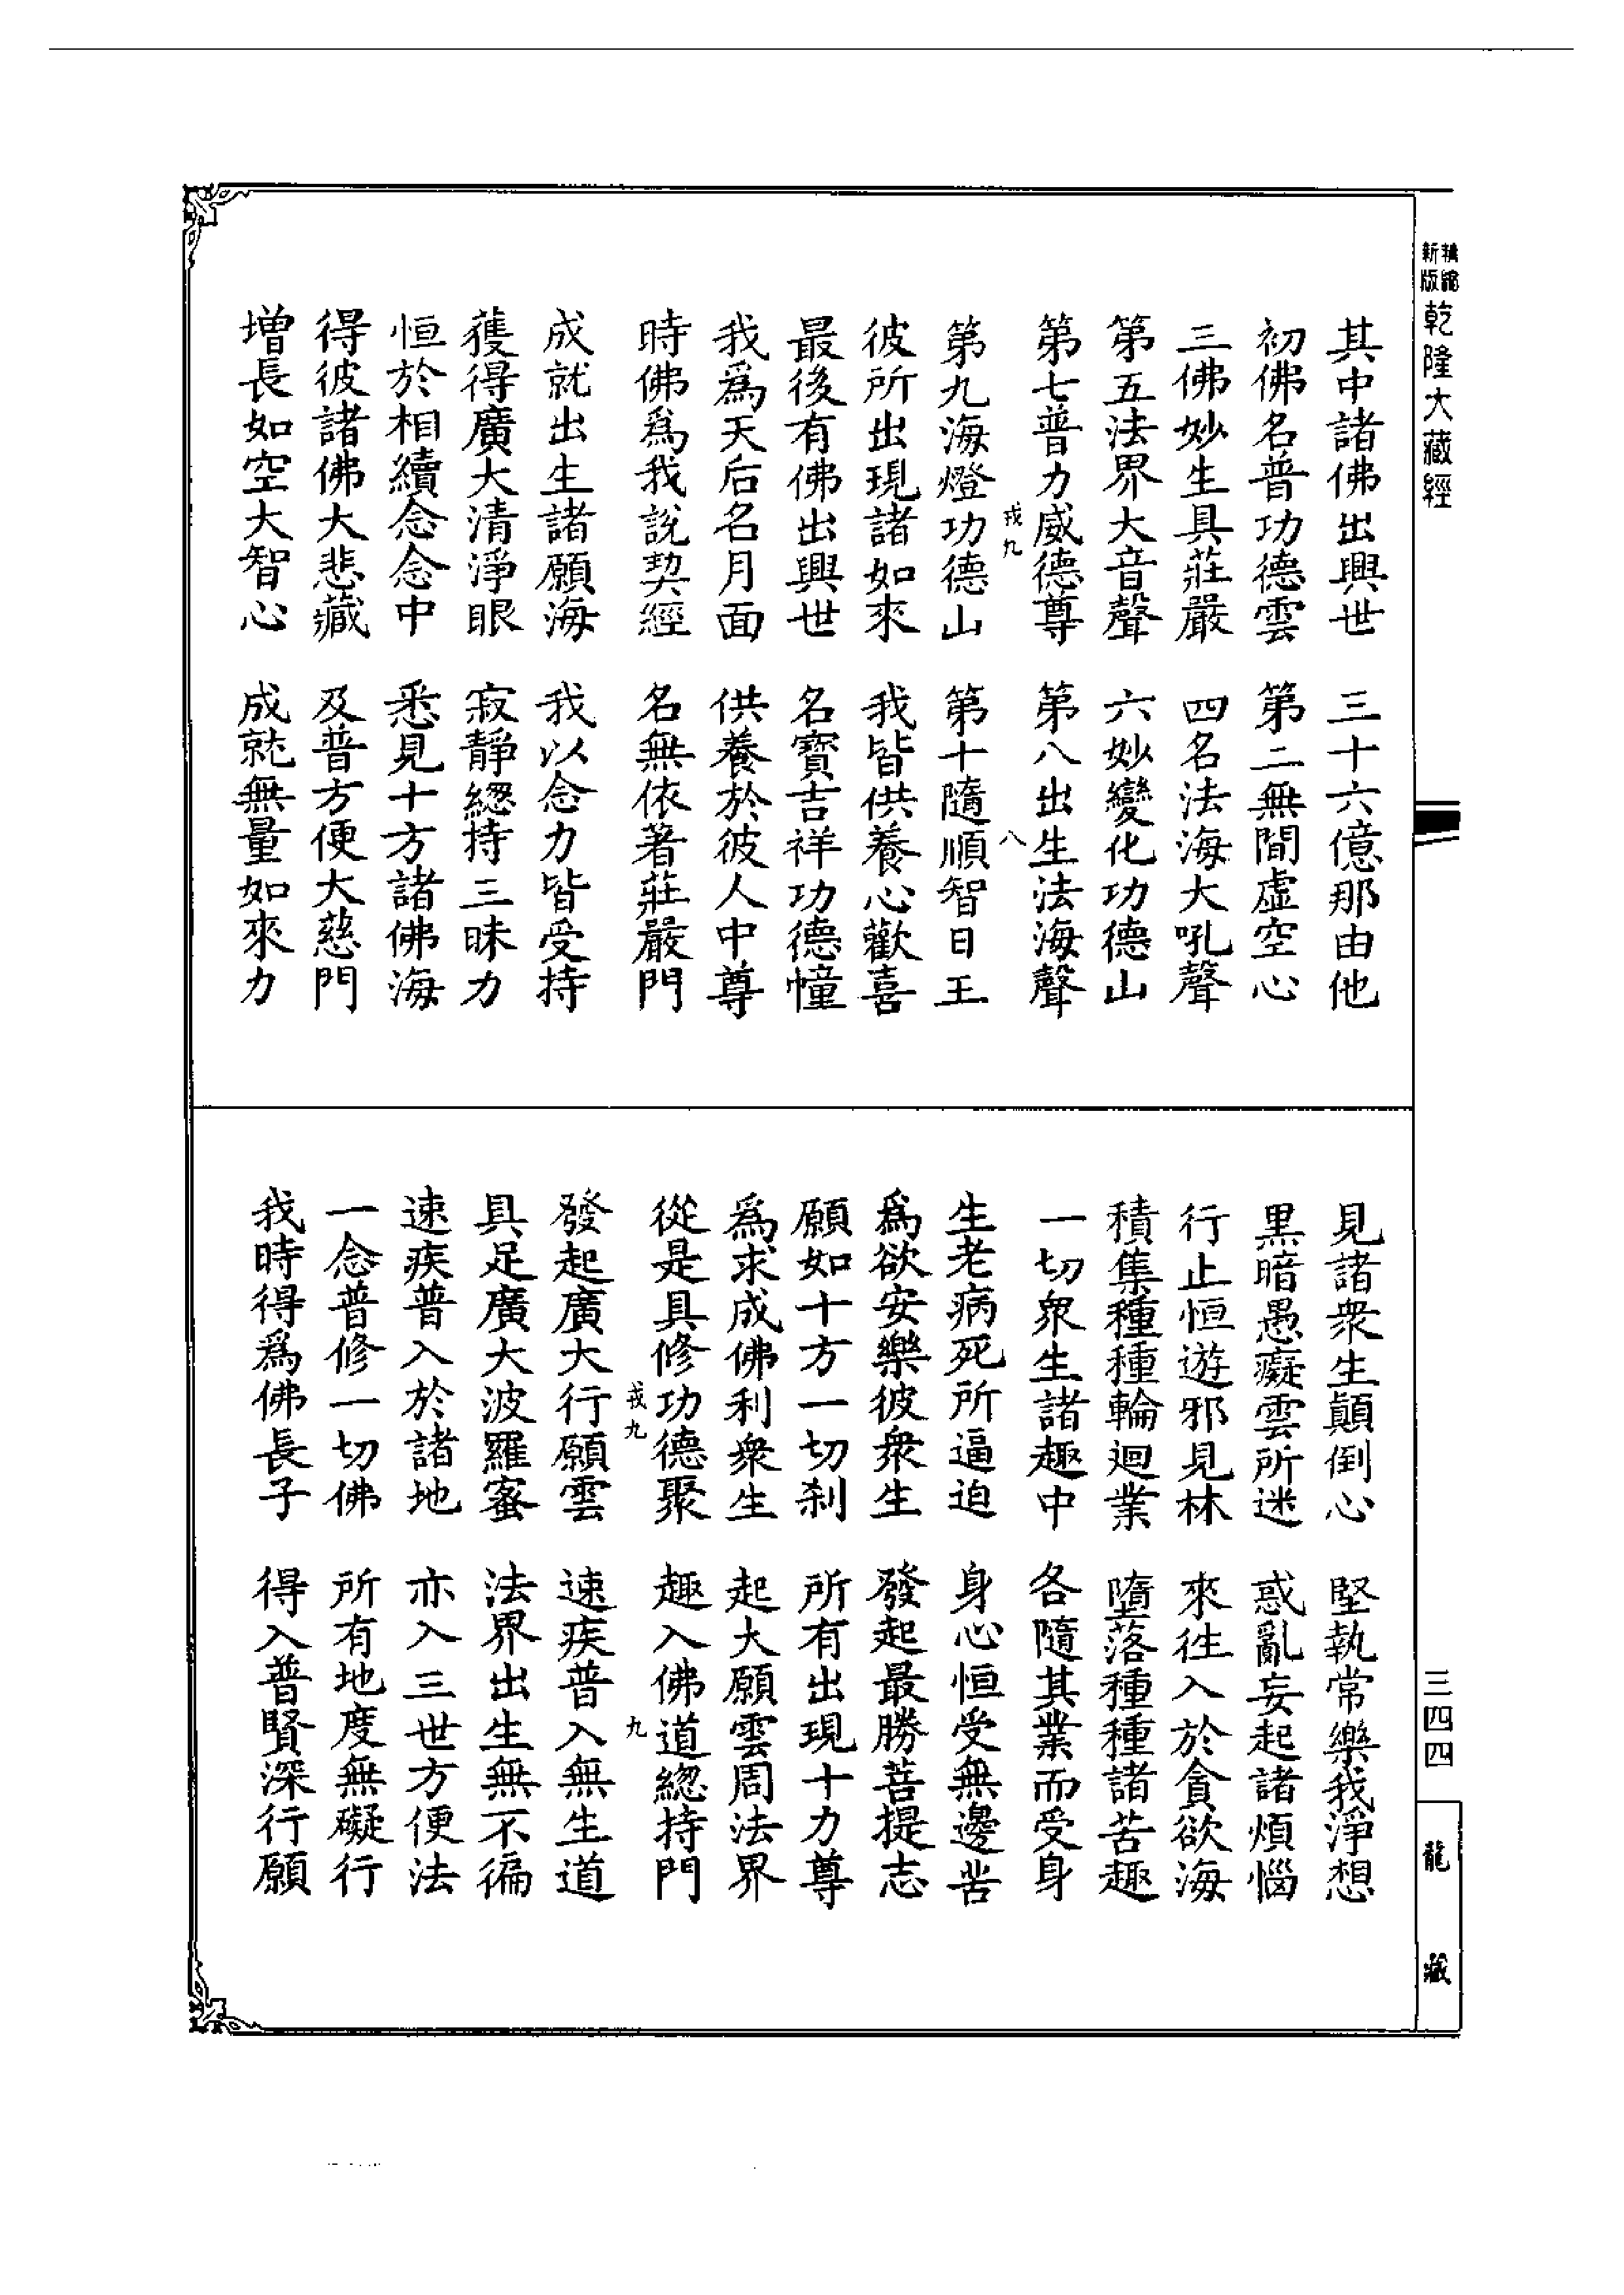 新版 精縮
乾隆大藏經
三四四
龍藏
其中諸佛出興世 三十六億那由他
初佛名普功德雲 第二無間虛空心
三佛妙生具莊嚴 四名法海大吼聲
第五法界大音聲 六妙變化功德山
第七普力威德尊 第八出生法海聲
戎九 八
第九海燈功德山 第十隨順智日王
彼所出現諸如來 我皆供養心歡喜
最後有佛出興世 名寶吉祥功德幢
我爲天后名月面 供養於彼人中尊
時佛爲我說契經 名無依著莊嚴門
成就出生諸願海 我以念力皆受持
獲得廣大清淨眼 寂靜總持三昧力
恒於相續念念中 悉見十方諸佛海
得彼諸佛大悲藏 及普方便大慈門
增長如空大智心 成就無量如來力
見諸衆生顛倒心 堅執常樂我淨想
黑暗愚癡雲所迷 惑亂妄起諸煩惱
行止恒遊邪見林 來往入於貪欲海
積集種種輪迴業 墮落種種諸苦趣
一切衆生諸趣中 各隨其業而受身
生老病死所逼迫 身心恒受無邊苦
爲欲安樂彼衆生 發起最勝菩提志
願如十方一切刹 所有出現十力尊
爲求成佛利衆生 起大願雲周法界
從是具修功德聚 趣入佛道總持門
戎九 九
發起廣大行願雲 速疾普入無生道
具足廣大波羅蜜 法界出生無不徧
速疾普入於諸地 亦入三世方便法
一念普修一切佛 所有地度無礙行
我時得爲佛長子 得入普賢深行願